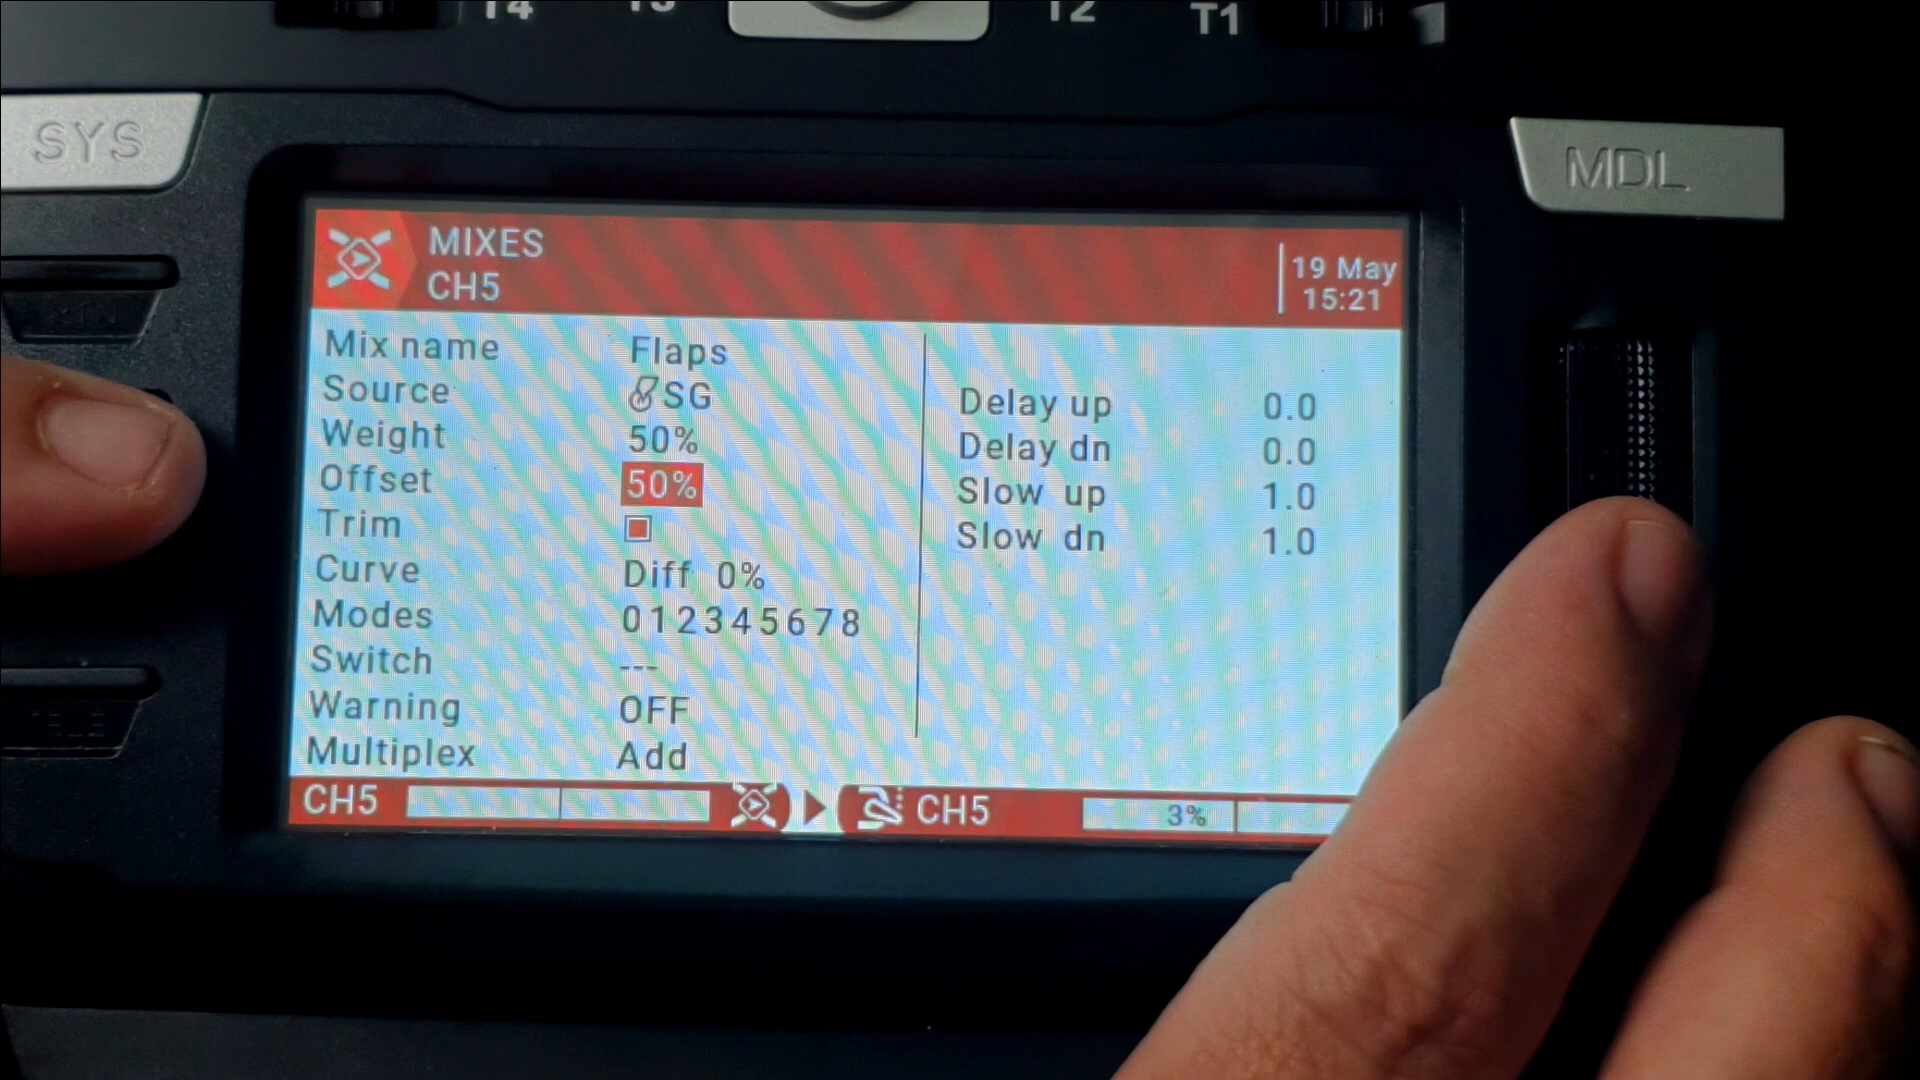 T4 T3 T2 T1
SYS
MDL
MIXES
CH5
19 May
15:21
Mix name Flaps
Source SG
Weight 50%
Offset 50%
Trim
Curve Diff 0%
Modes 012345678
Switch ---
Warning OFF
Multiplex Add
Delay up 0.0
Delay dn 0.0
Slow up 1.0
Slow dn 1.0
CH5 CH5 3%